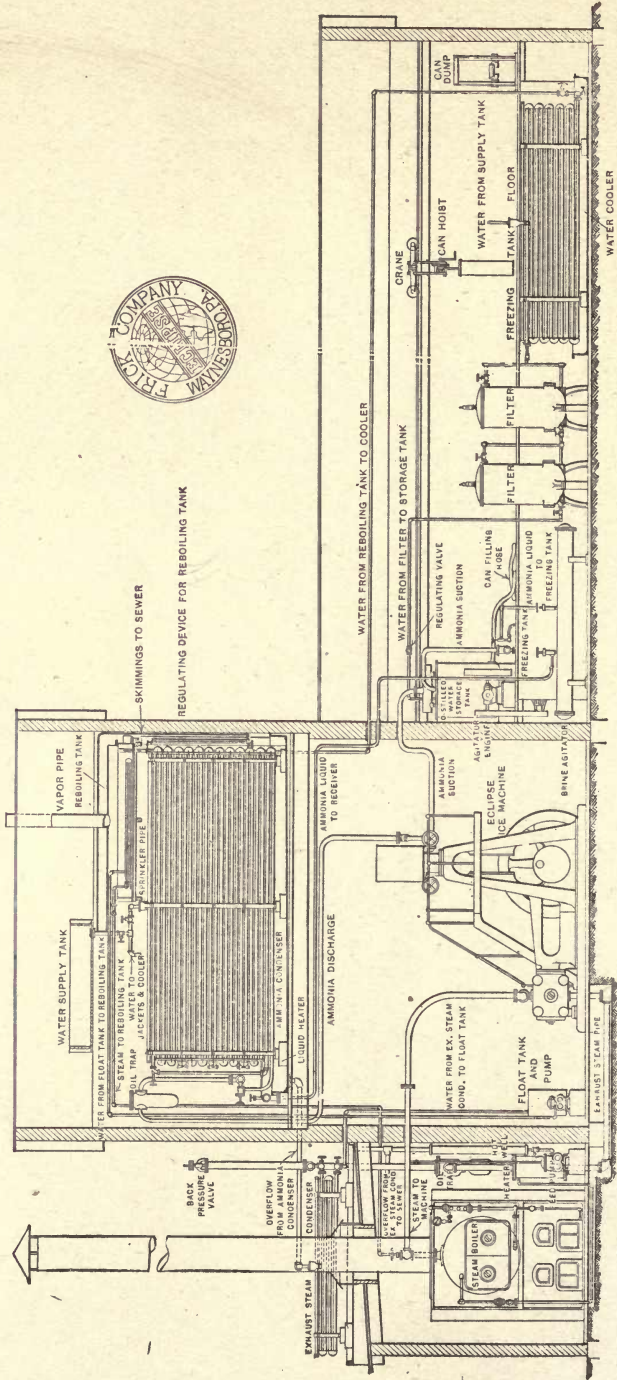 FRICK COMPANY
ECLIPSE
WAYNESBORO, PA.
WATER SUPPLY TANK
VAPOR PIPE
REBOILING TANK
SKIMMINGS TO SEWER
REGULATING DEVICE FOR REBOILING TANK
WATER FROM FLOAT TANK TO REBOILING TANK
STEAM TO REBOILING TANK
SPRINKLER PIPE
WATER TO
JACKETS & COOLER
OIL TRAP
AMMONIA CONDENSER
LIQUID HEATER
AMMONIA LIQUID
TO RECEIVER
AMMONIA DISCHARGE
BACK
PRESSURE
VALVE
OVERFLOW
FROM AMMONIA
CONDENSER
EXHAUST STEAM
CONDENSER
OVERFLOW FROM
EX. STEAM COND.
TO SEWER
STEAM TO
MACHINE
STEAM BOILER
HEATER
WELL
FEED PUMP
WATER FROM EX. STEAM
COND. TO FLOAT TANK
FLOAT TANK
AND
PUMP
EXHAUST STEAM PIPE
ECLIPSE
ICE MACHINE
AMMONIA
SUCTION
AGITATOR
ENGINE
BRINE AGITATOR
DISTILLED
WATER
STORAGE
TANK
WATER FROM REBOILING TANK TO COOLER
WATER FROM FILTER TO STORAGE TANK
REGULATING VALVE
AMMONIA SUCTION
CAN FILLING
HOSE
FREEZING TANK
AMMONIA LIQUID
TO
FREEZING TANK
FILTER
FILTER
CRANE
CAN HOIST
FREEZING TANK FLOOR
WATER FROM SUPPLY TANK
CAN
DUMP
WATER COOLER